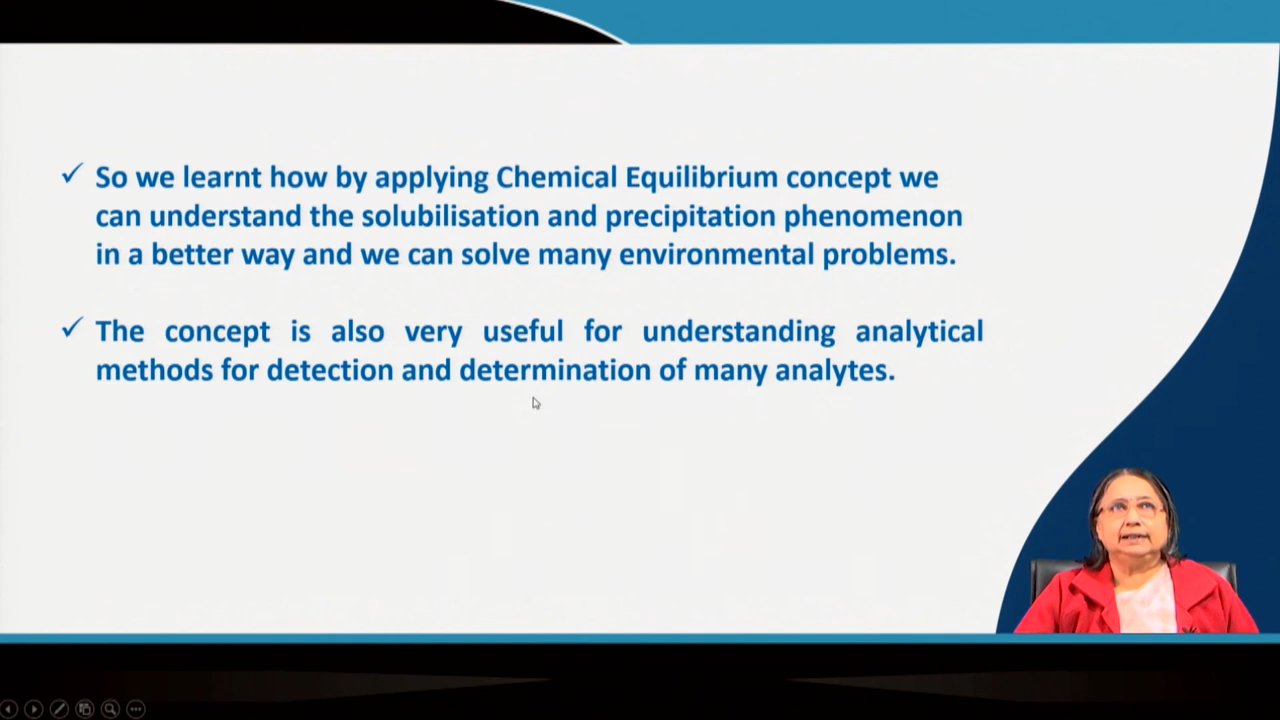 ✓ So we learnt how by applying Chemical Equilibrium concept we
can understand the solubilisation and precipitation phenomenon
in a better way and we can solve many environmental problems.
✓ The concept is also very useful for understanding analytical
methods for detection and determination of many analytes.